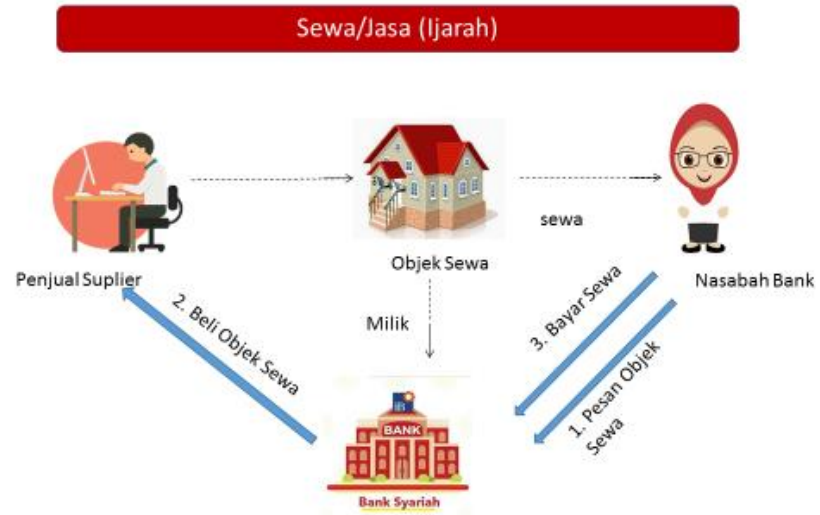 Sewa/Jasa (Ijarah)
Penjual Suplier
Objek Sewa
sewa
Nasabah Bank
Milik
2. Beli Objek Sewa
3. Bayar Sewa
1. Pesan Objek
Sewa
iB
BANK
Bank Syariah